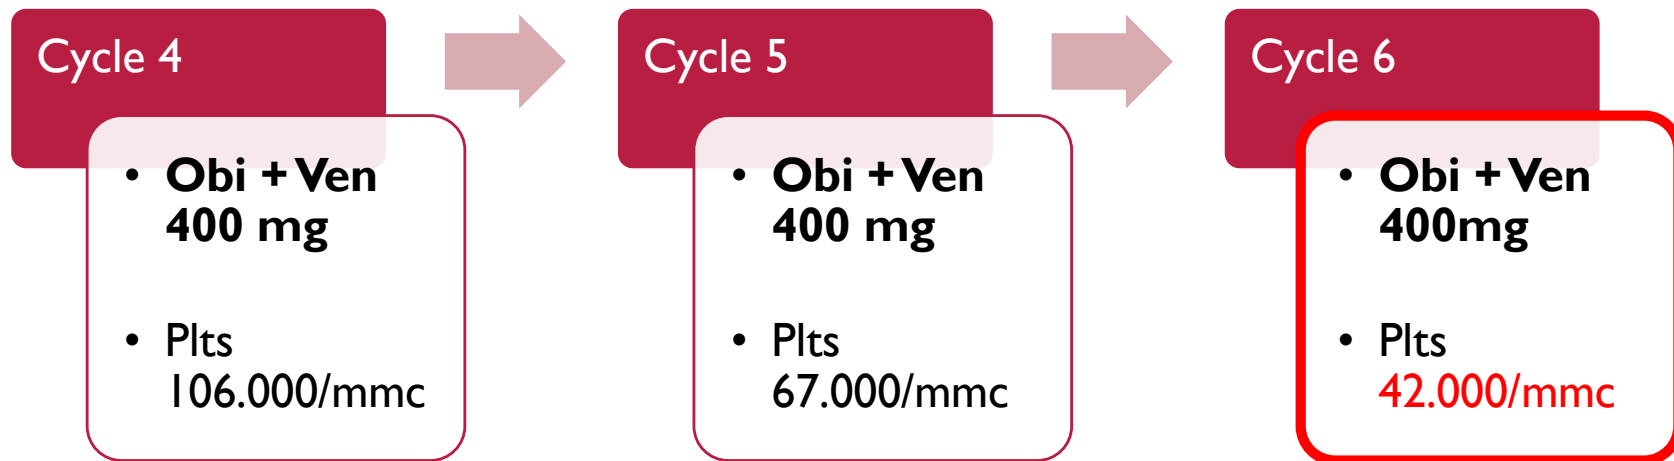 Cycle 4
• Obi + Ven
400 mg
• Plts
106.000/mmc
Cycle 5
• Obi + Ven
400 mg
• Plts
67.000/mmc
Cycle 6
• Obi + Ven
400mg
• Plts
42.000/mmc